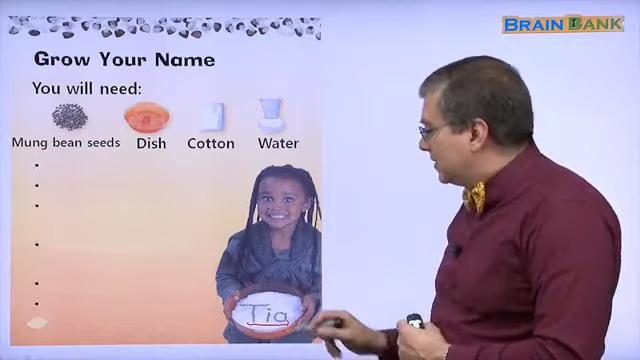 BRAIN BANK
Grow Your Name
You will need:
Mung bean seeds
Dish
Cotton
Water
Tia